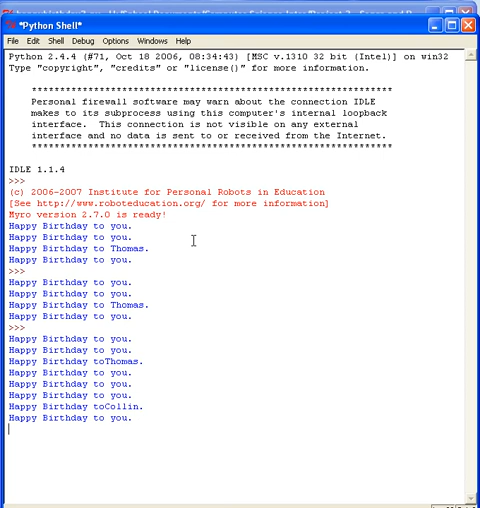 *Python Shell*
File Edit Shell Debug Options Windows Help
Python 2.4.4 (#71, Oct 18 2006, 08:34:43) [MSC v.1310 32 bit (Intel)] on win32
Type "copyright", "credits" or "license()" for more information.
****************************************************************
Personal firewall software may warn about the connection IDLE
makes to its subprocess using this computer's internal loopback
interface.  This connection is not visible on any external
interface and no data is sent to or received from the Internet.
****************************************************************
IDLE 1.1.4
>>>
(c) 2006-2007 Institute for Personal Robots in Education
[See http://www.roboteducation.org/ for more information]
Myro version 2.7.0 is ready!
Happy Birthday to you.
Happy Birthday to you.
Happy Birthday to Thomas.
Happy Birthday to you.
>>>
Happy Birthday to you.
Happy Birthday to you.
Happy Birthday to Thomas.
Happy Birthday to you.
>>>
Happy Birthday to you.
Happy Birthday to you.
Happy Birthday toThomas.
Happy Birthday to you.
Happy Birthday to you.
Happy Birthday to you.
Happy Birthday toCollin.
Happy Birthday to you.